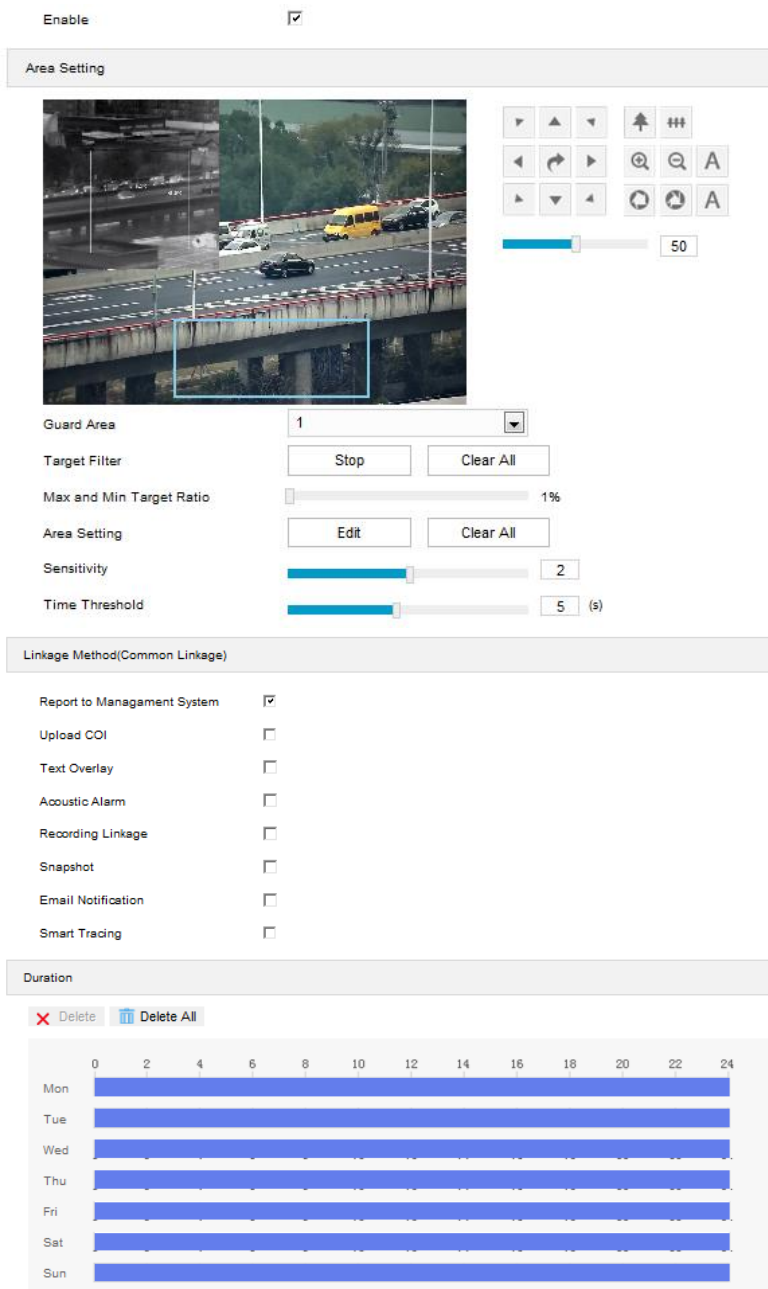 Enable
Area Setting
A
A
50
Guard Area 1
Target Filter Stop Clear All
Max and Min Target Ratio 1%
Area Setting Edit Clear All
Sensitivity 2
Time Threshold 5 (s)
Linkage Method(Common Linkage)
Report to Managament System
Upload COI
Text Overlay
Acoustic Alarm
Recording Linkage
Snapshot
Email Notification
Smart Tracing
Duration
Delete Delete All
0 2 4 6 8 10 12 14 16 18 20 22 24
Mon
Tue
Wed
Thu
Fri
Sat
Sun